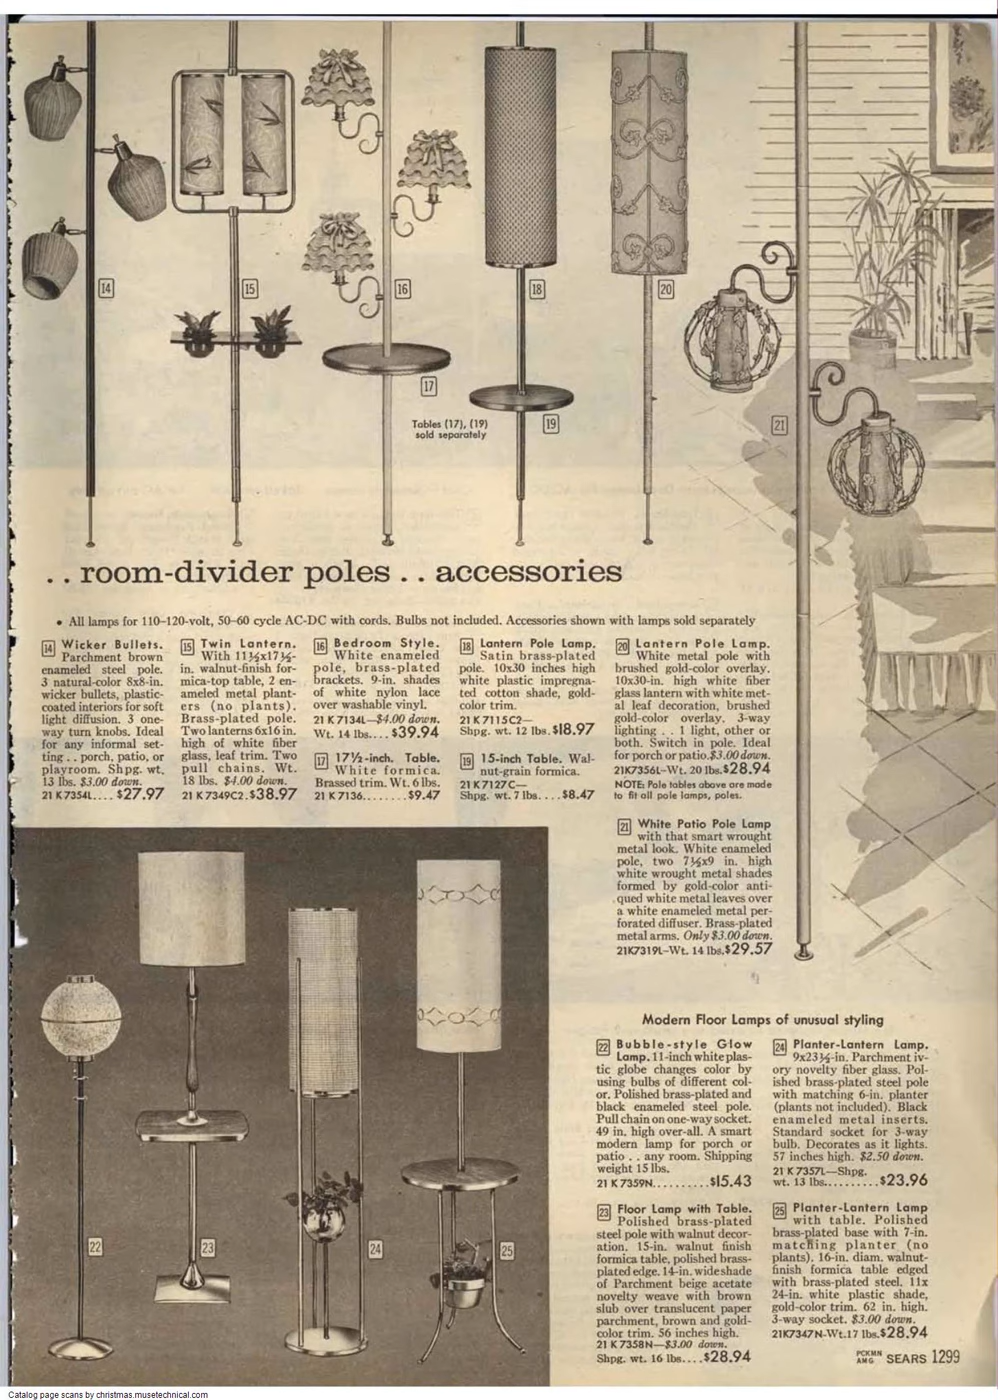 14
15
16
17
18
19
20
21
Tables (17), (19)
sold separately
. . room-divider poles . . accessories
• All lamps for 110–120-volt, 50–60 cycle AC-DC with cords. Bulbs not included. Accessories shown with lamps sold separately
14 Wicker Bullets.
Parchment brown
enameled steel pole.
3 natural-color 8x8-in.
wicker bullets, plastic-
coated interiors for soft
light diffusion. 3 one-
way turn knobs. Ideal
for any informal set-
ting . . porch, patio, or
playroom. Shpg. wt.
13 lbs. $3.00 down.
21 K 7354L.... $27.97
15 Twin Lantern.
With 11½x17½-
in. walnut-finish for-
mica-top table, 2 en-
ameled metal plant-
ers (no plants).
Brass-plated pole.
Two lanterns 6x16 in.
high of white fiber
glass, leaf trim. Two
pull chains. Wt.
18 lbs. $4.00 down.
21 K 7349C2.$38.97
16 Bedroom Style.
White enameled
pole, brass-plated
brackets. 9-in. shades
of white nylon lace
over washable vinyl.
21 K 7134L—$4.00 down.
Wt. 14 lbs.... $39.94
17 17½-inch. Table.
White formica.
Brassed trim. Wt. 6 lbs.
21 K 7136........$9.47
18 Lantern Pole Lamp.
Satin brass-plated
pole. 10x30 inches high
white plastic impregna-
ted cotton shade, gold-
color trim.
21 K 7115C2—
Shpg. wt. 12 lbs. $18.97
19 15-inch Table. Wal-
nut-grain formica.
21 K 7127C—
Shpg. wt. 7 lbs.... $8.47
20 Lantern Pole Lamp.
White metal pole with
brushed gold-color overlay.
10x30-in. high white fiber
glass lantern with white met-
al leaf decoration, brushed
gold-color overlay. 3-way
lighting . . 1 light, other or
both. Switch in pole. Ideal
for porch or patio.$3.00 down.
21K7356L–Wt. 20 lbs.$28.94
NOTE: Pole tables above are made
to fit all pole lamps, poles.
21 White Patio Pole Lamp
with that smart wrought
metal look. White enameled
pole, two 7½x9 in. high
white wrought metal shades
formed by gold-color anti-
qued white metal leaves over
a white enameled metal per-
forated diffuser. Brass-plated
metal arms. Only $3.00 down.
21K7319L–Wt. 14 lbs.$29.57
22
23
24
25
Modern Floor Lamps of unusual styling
22 Bubble-style Glow
Lamp. 11-inch white plas-
tic globe changes color by
using bulbs of different col-
or. Polished brass-plated and
black enameled steel pole.
Pull chain on one-way socket.
49 in. high over-all. A smart
modern lamp for porch or
patio . . any room. Shipping
weight 15 lbs.
21 K 7359N.........$15.43
23 Floor Lamp with Table.
Polished brass-plated
steel pole with walnut decor-
ation. 15-in. walnut finish
formica table, polished brass-
plated edge. 14-in. wide shade
of Parchment beige acetate
novelty weave with brown
slub over translucent paper
parchment, brown and gold-
color trim. 56 inches high.
21 K 7358N—$3.00 down.
Shpg. wt. 16 lbs....$28.94
24 Planter-Lantern Lamp.
9x23½-in. Parchment iv-
ory novelty fiber glass. Pol-
ished brass-plated steel pole
with matching 6-in. planter
(plants not included). Black
enameled metal inserts.
Standard socket for 3-way
bulb. Decorates as it lights.
57 inches high. $2.50 down.
21 K 7357L—Shpg.
wt. 13 lbs..........$23.96
25 Planter-Lantern Lamp
with table. Polished
brass-plated base with 7-in.
matching planter (no
plants). 16-in. diam. walnut-
finish formica table edged
with brass-plated steel. 11x
24-in. white plastic shade,
gold-color trim. 62 in. high.
3-way socket. $3.00 down.
21K7347N–Wt.17 lbs.$28.94
PCKMN
AMG SEARS 1299
Catalog page scans by christmas.musetechnical.com